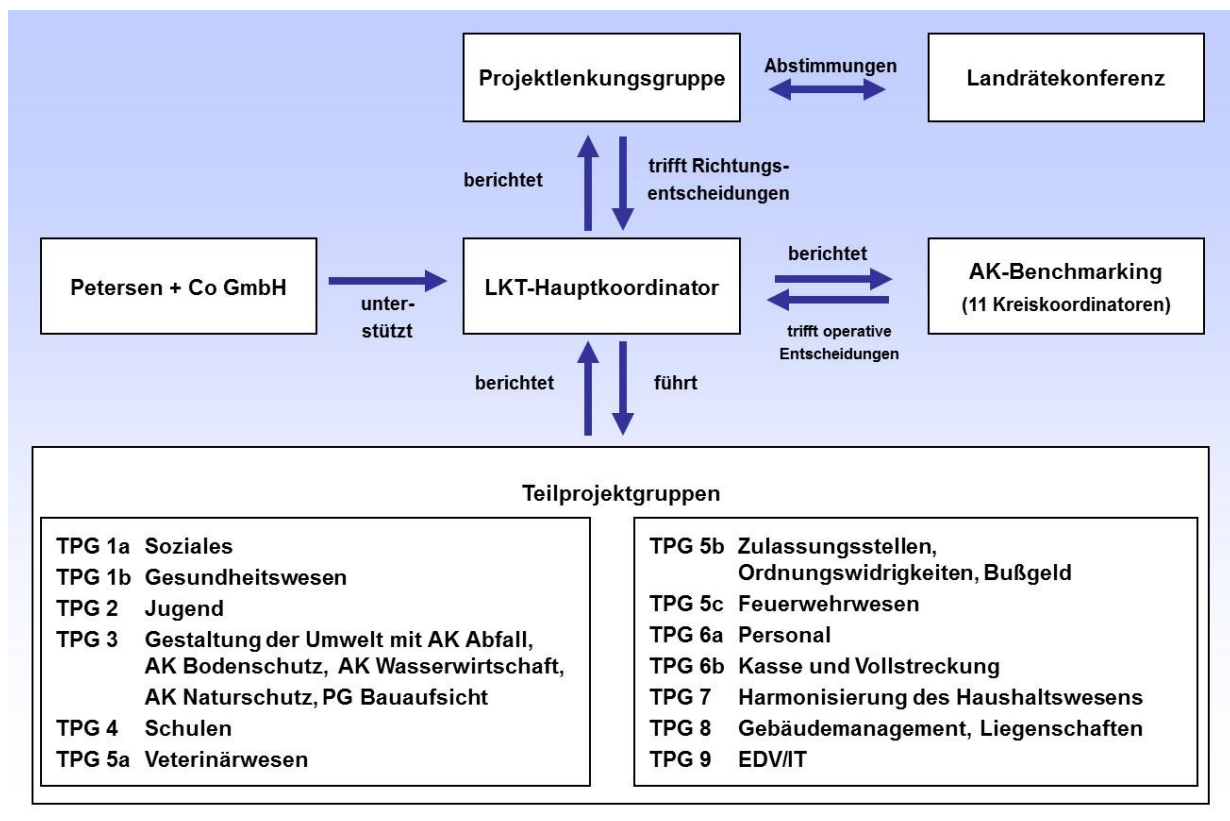 Projektlenkungsgruppe
Abstimmungen
Landrätekonferenz
berichtet
trifft Richtungs-
entscheidungen
Petersen + Co GmbH
unter-
stützt
LKT-Hauptkoordinator
berichtet
trifft operative
Entscheidungen
AK-Benchmarking
(11 Kreiskoordinatoren)
berichtet
führt
Teilprojektgruppen
TPG 1a Soziales
TPG 1b Gesundheitswesen
TPG 2 Jugend
TPG 3 Gestaltung der Umwelt mit AK Abfall,
AK Bodenschutz, AK Wasserwirtschaft,
AK Naturschutz, PG Bauaufsicht
TPG 4 Schulen
TPG 5a Veterinärwesen
TPG 5b Zulassungsstellen,
Ordnungswidrigkeiten, Bußgeld
TPG 5c Feuerwehrwesen
TPG 6a Personal
TPG 6b Kasse und Vollstreckung
TPG 7 Harmonisierung des Haushaltswesens
TPG 8 Gebäudemanagement, Liegenschaften
TPG 9 EDV/IT